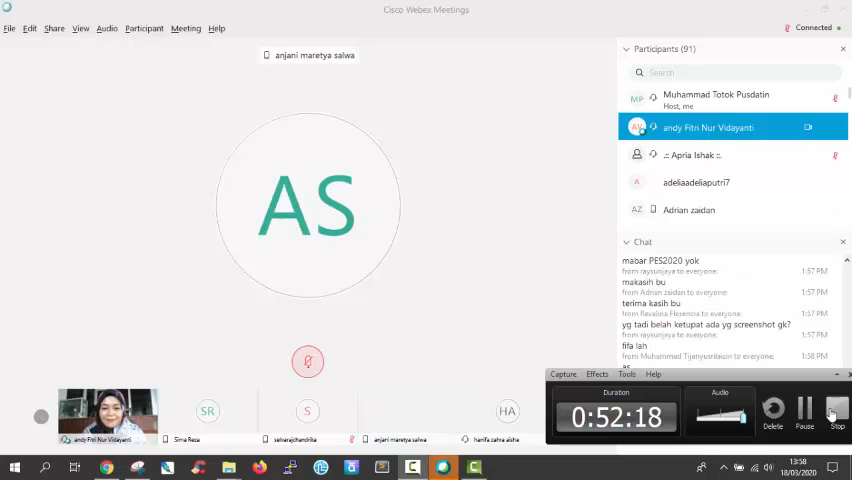 Cisco Webex Meetings
File Edit Share View Audio Participant Meeting Help
Connected
anjani maretya salwa
AS
Participants (91)
Search
MP Muhammad Totok Pusdatin
Host, me
AV andy Fitri Nur Vidayanti
.:: Apria Ishak ::.
A adeliaadeliaputri7
AZ Adrian zaidan
Chat
mabar PES2020 yok
from raysunjaya to everyone: 1:57 PM
makasih bu
from Adrian zaidan to everyone: 1:57 PM
terima kasih bu
from Revalina Florencia to everyone: 1:57 PM
yg tadi belah ketupat ada yg screenshot gk?
from raysunjaya to everyone: 1:57 PM
fifa lah
from Muhammad Tijanyusrilaizin to everyone: 1:58 PM
Capture Effects Tools Help
Duration
0:52:18
Audio
Delete Pause Stop
SR S HA
andy Fitri Nur Vidayanti Sima Reza selvarajchandrika anjani maretya salwa hanifa zahra aisha
13:58
18/03/2020